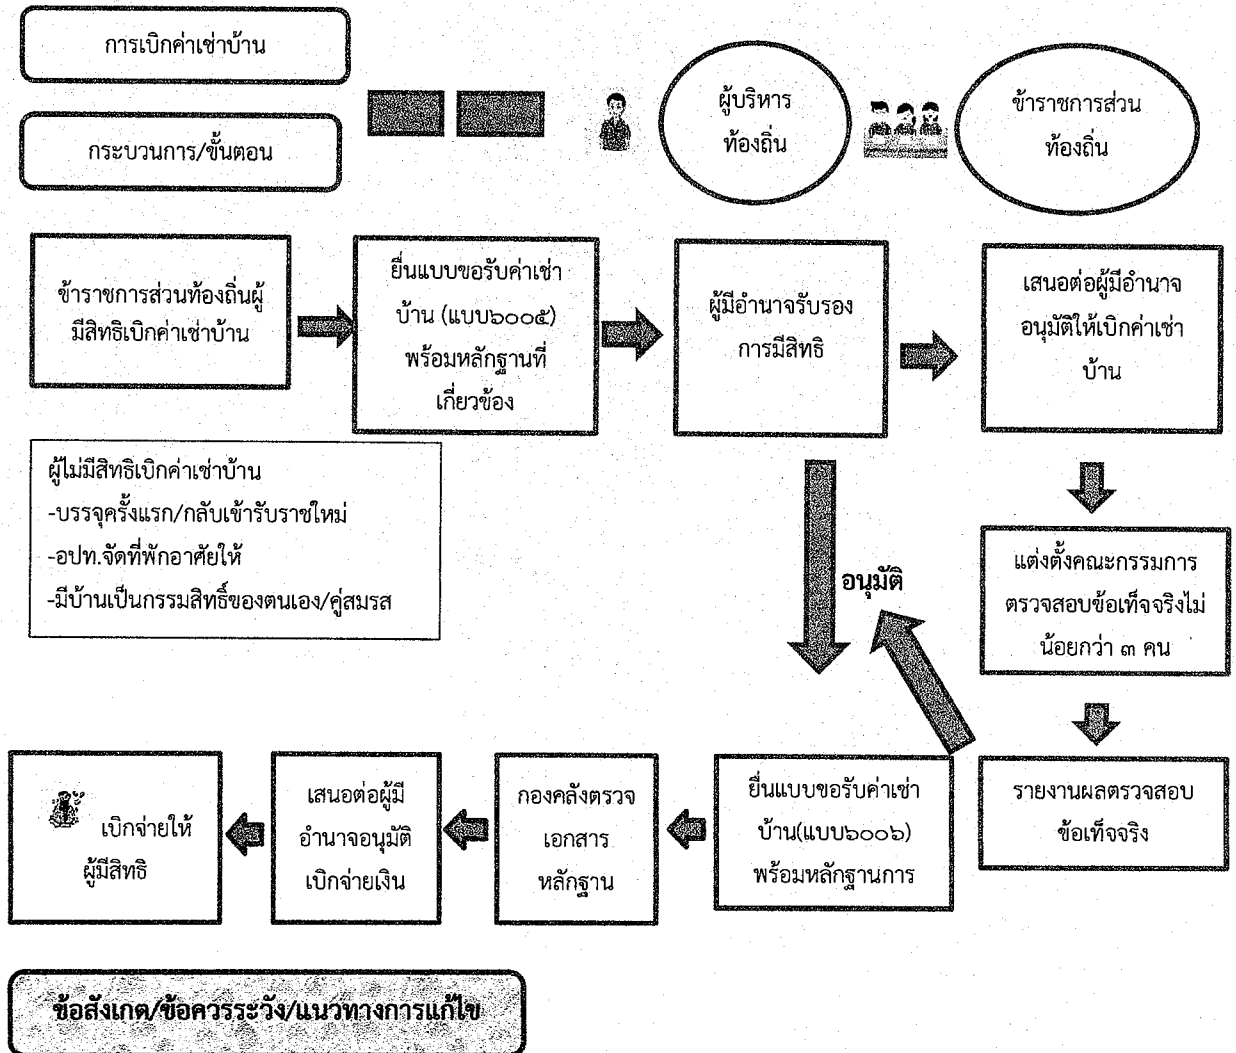 การเบิกค่าเช่าบ้าน
กระบวนการ/ขั้นตอน
ผู้บริหาร
ท้องถิ่น
ข้าราชการส่วน
ท้องถิ่น
ข้าราชการส่วนท้องถิ่นผู้
มีสิทธิเบิกค่าเช่าบ้าน
ยื่นแบบขอรับค่าเช่า
บ้าน (แบบ๖๐๐๕)
พร้อมหลักฐานที่
เกี่ยวข้อง
ผู้มีอำนาจรับรอง
การมีสิทธิ
เสนอต่อผู้มีอำนาจ
อนุมัติให้เบิกค่าเช่า
บ้าน
ผู้ไม่มีสิทธิเบิกค่าเช่าบ้าน
-บรรจุครั้งแรก/กลับเข้ารับราชใหม่
-อปท.จัดที่พักอาศัยให้
-มีบ้านเป็นกรรมสิทธิ์ของตนเอง/คู่สมรส
อนุมัติ
แต่งตั้งคณะกรรมการ
ตรวจสอบข้อเท็จจริงไม่
น้อยกว่า ๓ คน
รายงานผลตรวจสอบ
ข้อเท็จจริง
ยื่นแบบขอรับค่าเช่า
บ้าน(แบบ๖๐๐๖)
พร้อมหลักฐานการ
กองคลังตรวจ
เอกสาร
หลักฐาน
เสนอต่อผู้มี
อำนาจอนุมัติ
เบิกจ่ายเงิน
เบิกจ่ายให้
ผู้มีสิทธิ
ข้อสังเกต/ข้อควรระวัง/แนวทางการแก้ไข